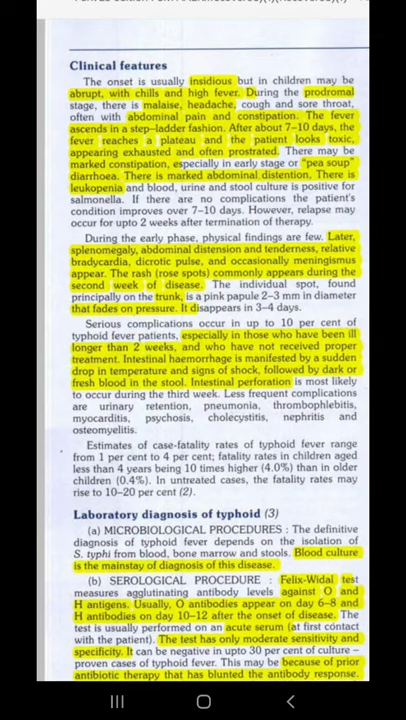 Clinical features
The onset is usually insidious but in children may be
abrupt, with chills and high fever. During the prodromal
stage, there is malaise, headache, cough and sore throat,
often with abdominal pain and constipation. The fever
ascends in a step-ladder fashion. After about 7-10 days, the
fever reaches a plateau and the patient looks toxic,
appearing exhausted and often prostrated. There may be
marked constipation, especially in early stage or "pea soup"
diarrhoea. There is marked abdominal distention. There is
leukopenia and blood, urine and stool culture is positive for
salmonella. If there are no complications the patient's
condition improves over 7-10 days. However, relapse may
occur for upto 2 weeks after termination of therapy.
During the early phase, physical findings are few. Later,
splenomegaly, abdominal distension and tenderness, relative
bradycardia, dicrotic pulse, and occasionally meningismus
appear. The rash (rose spots) commonly appears during the
second week of disease. The individual spot, found
principally on the trunk, is a pink papule 2-3 mm in diameter
that fades on pressure. It disappears in 3-4 days.
Serious complications occur in up to 10 per cent of
typhoid fever patients, especially in those who have been ill
longer than 2 weeks, and who have not received proper
treatment. Intestinal haemorrhage is manifested by a sudden
drop in temperature and signs of shock, followed by dark or
fresh blood in the stool. Intestinal perforation is most likely
to occur during the third week. Less frequent complications
are urinary retention, pneumonia, thrombophlebitis,
myocarditis, psychosis, cholecystitis, nephritis and
osteomyelitis.
Estimates of case-fatality rates of typhoid fever range
from 1 per cent to 4 per cent; fatality rates in children aged
less than 4 years being 10 times higher (4.0%) than in older
children (0.4%). In untreated cases, the fatality rates may
rise to 10-20 per cent (2).
Laboratory diagnosis of typhoid (3)
(a) MICROBIOLOGICAL PROCEDURES : The definitive
diagnosis of typhoid fever depends on the isolation of
S. typhi from blood, bone marrow and stools. Blood culture
is the mainstay of diagnosis of this disease.
(b) SEROLOGICAL PROCEDURE : Felix-Widal test
measures agglutinating antibody levels against O and
H antigens. Usually, O antibodies appear on day 6-8 and
H antibodies on day 10-12 after the onset of disease. The
test is usually performed on an acute serum (at first contact
with the patient). The test has only moderate sensitivity and
specificity. It can be negative in upto 30 per cent of culture –
proven cases of typhoid fever. This may be because of prior
antibiotic therapy that has blunted the antibody response.